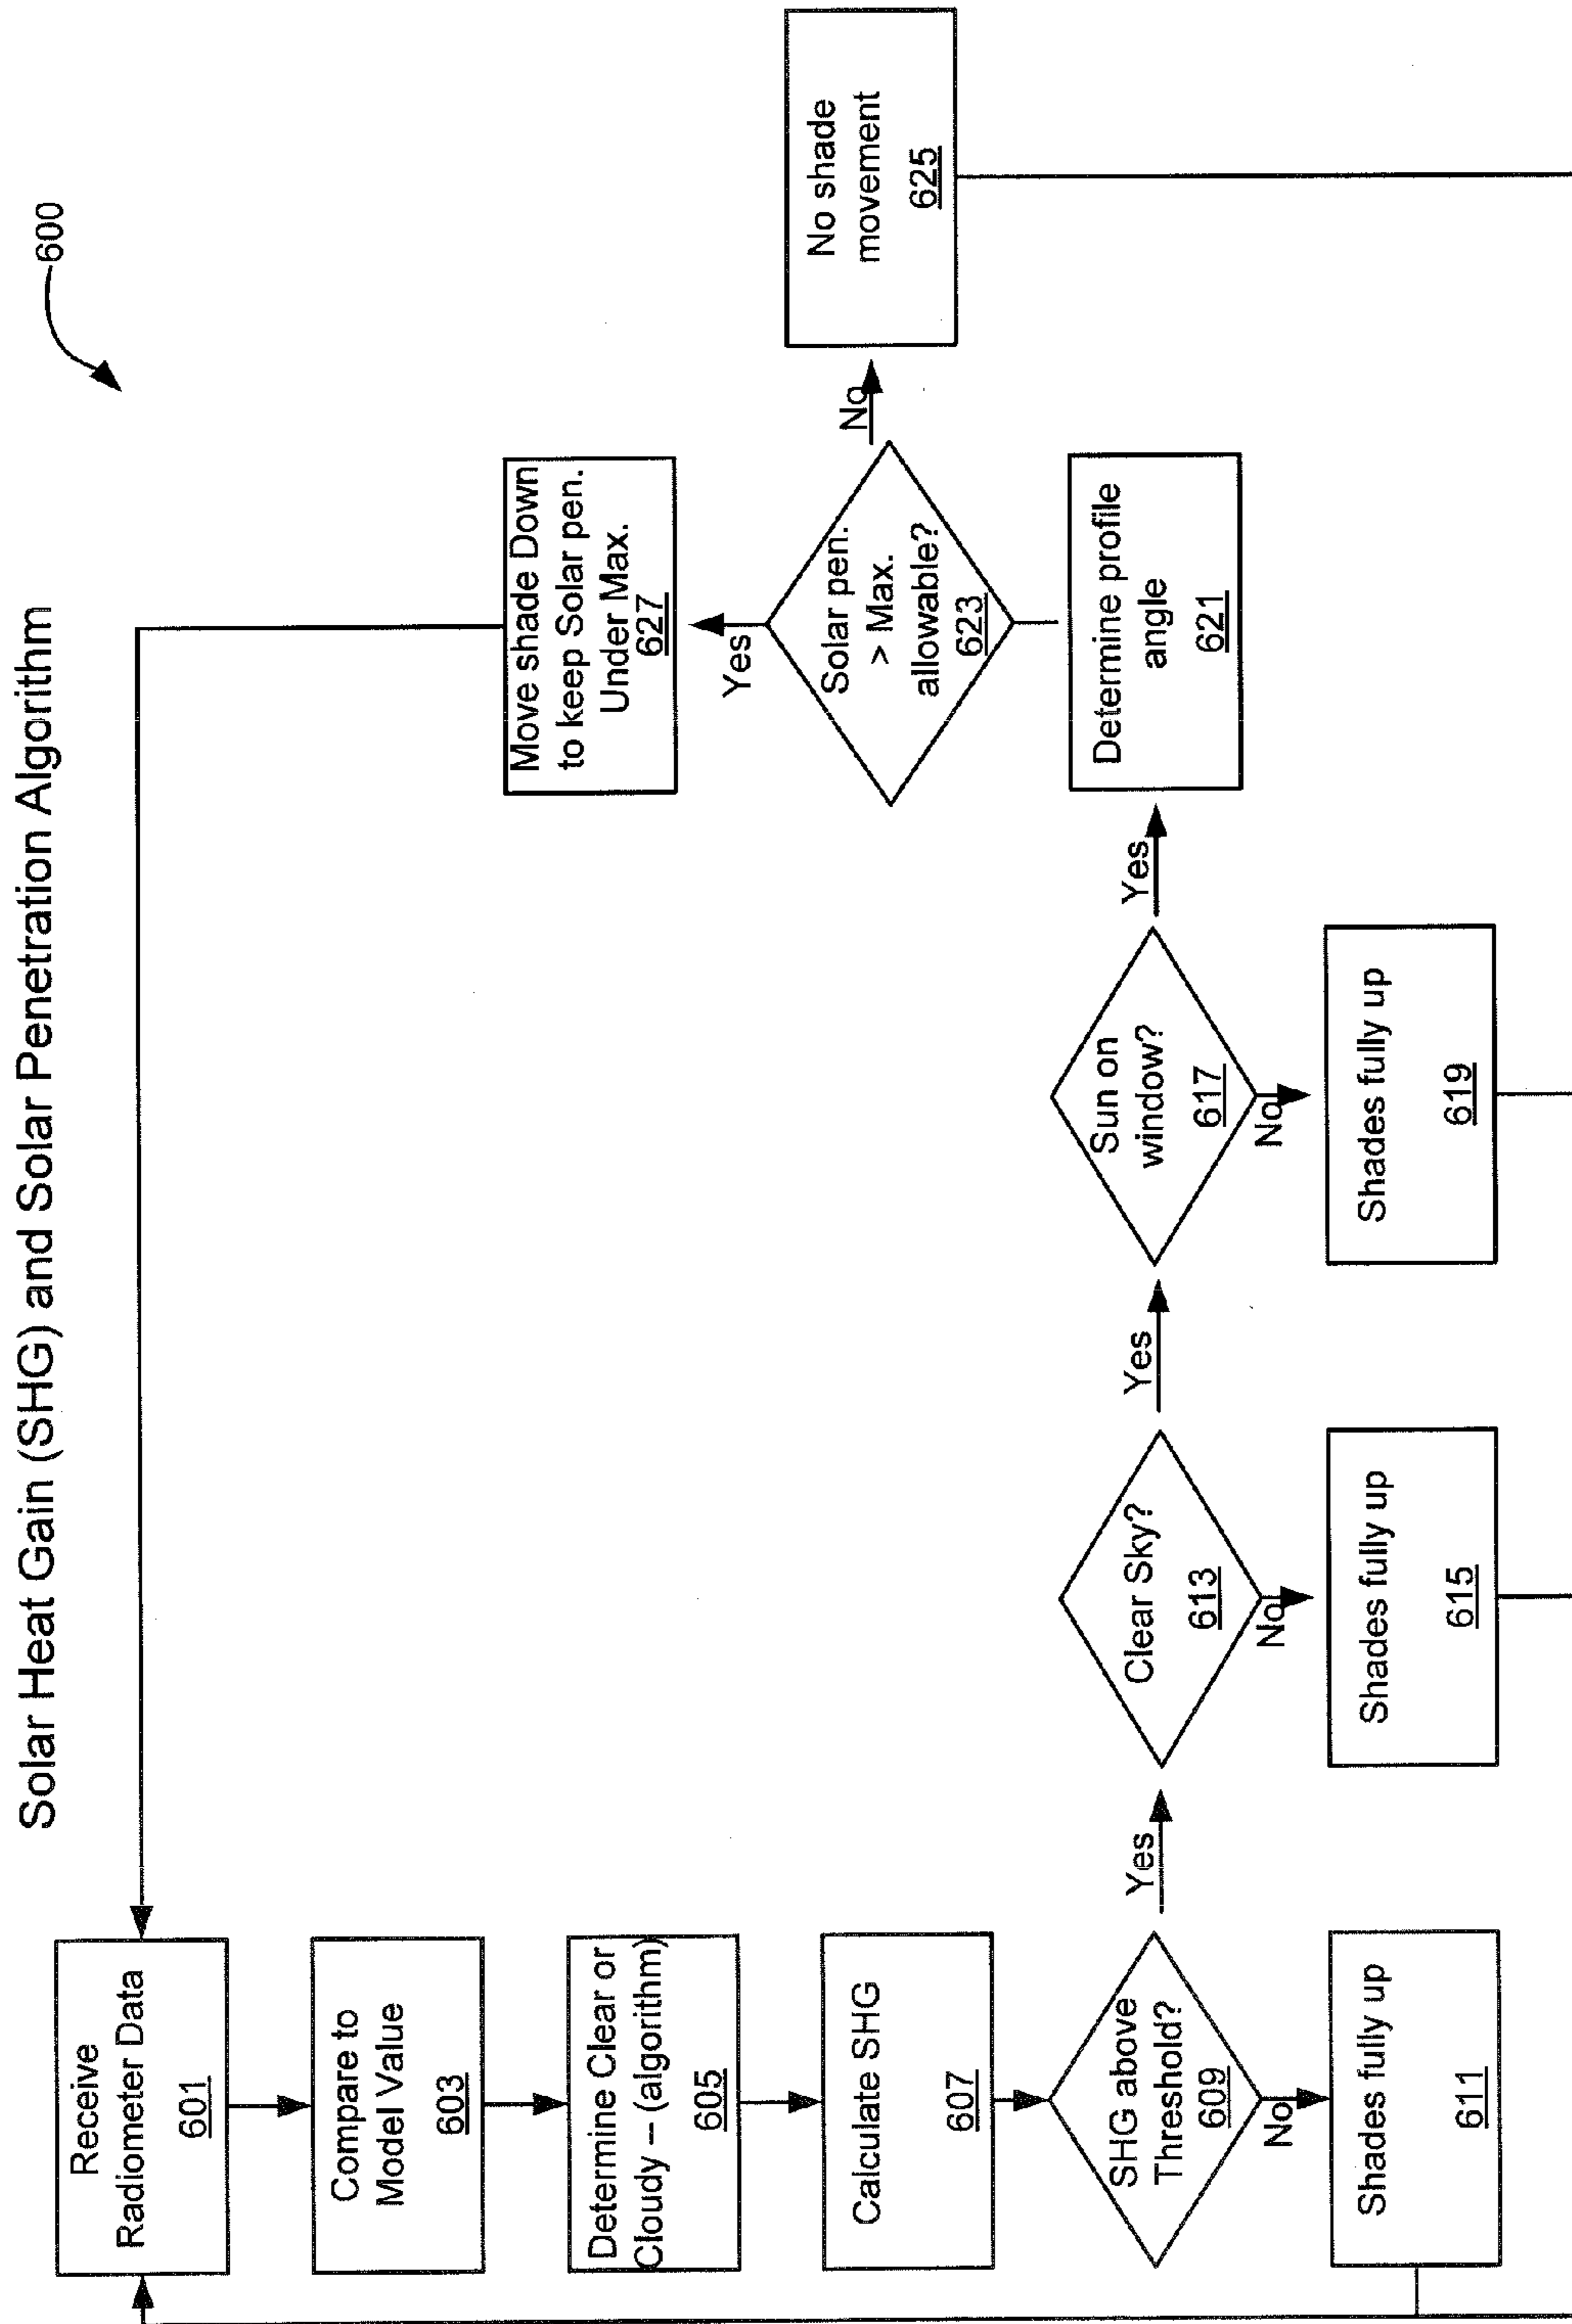 Solar Heat Gain (SHG) and Solar Penetration Algorithm
600
Receive
Radiometer Data
601
Compare to
Model Value
603
Determine Clear or
Cloudy -- (algorithm)
605
Calculate SHG
607
SHG above
Threshold?
609
No
Shades fully up
611
Yes
Clear Sky?
613
No
Shades fully up
615
Yes
Sun on
window?
617
No
Shades fully up
619
Yes
Determine profile
angle
621
Solar pen.
> Max.
allowable?
623
Yes
Move shade Down
to keep Solar pen.
Under Max.
627
No
No shade
movement
625